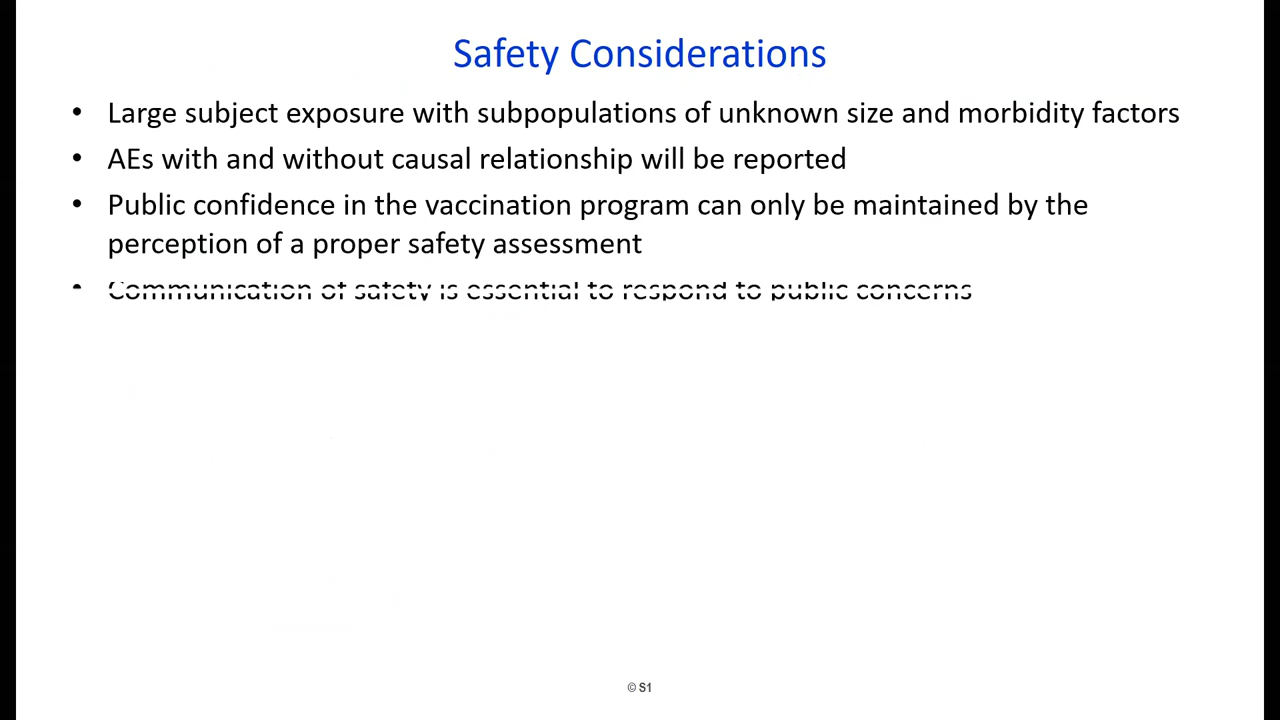 Safety Considerations
• Large subject exposure with subpopulations of unknown size and morbidity factors
• AEs with and without causal relationship will be reported
• Public confidence in the vaccination program can only be maintained by the
perception of a proper safety assessment
• Communication of safety is essential to respond to public concerns
© S1